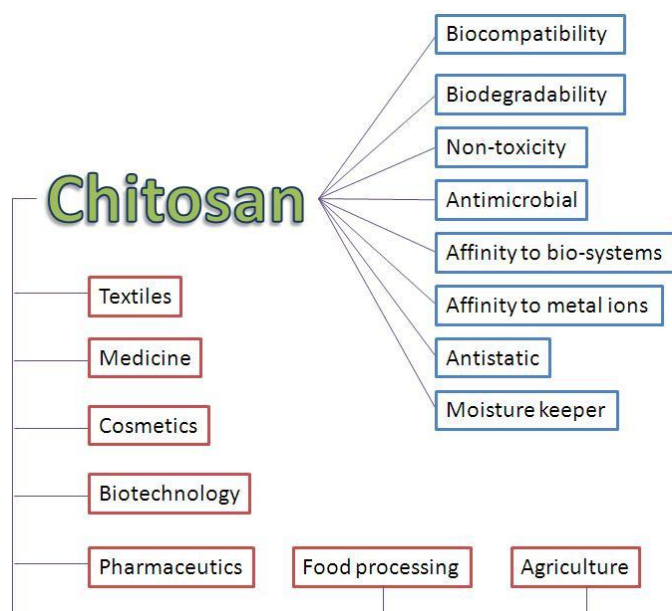 Chitosan
Biocompatibility
Biodegradability
Non-toxicity
Antimicrobial
Affinity to bio-systems
Affinity to metal ions
Antistatic
Moisture keeper
Textiles
Medicine
Cosmetics
Biotechnology
Pharmaceutics
Food processing
Agriculture